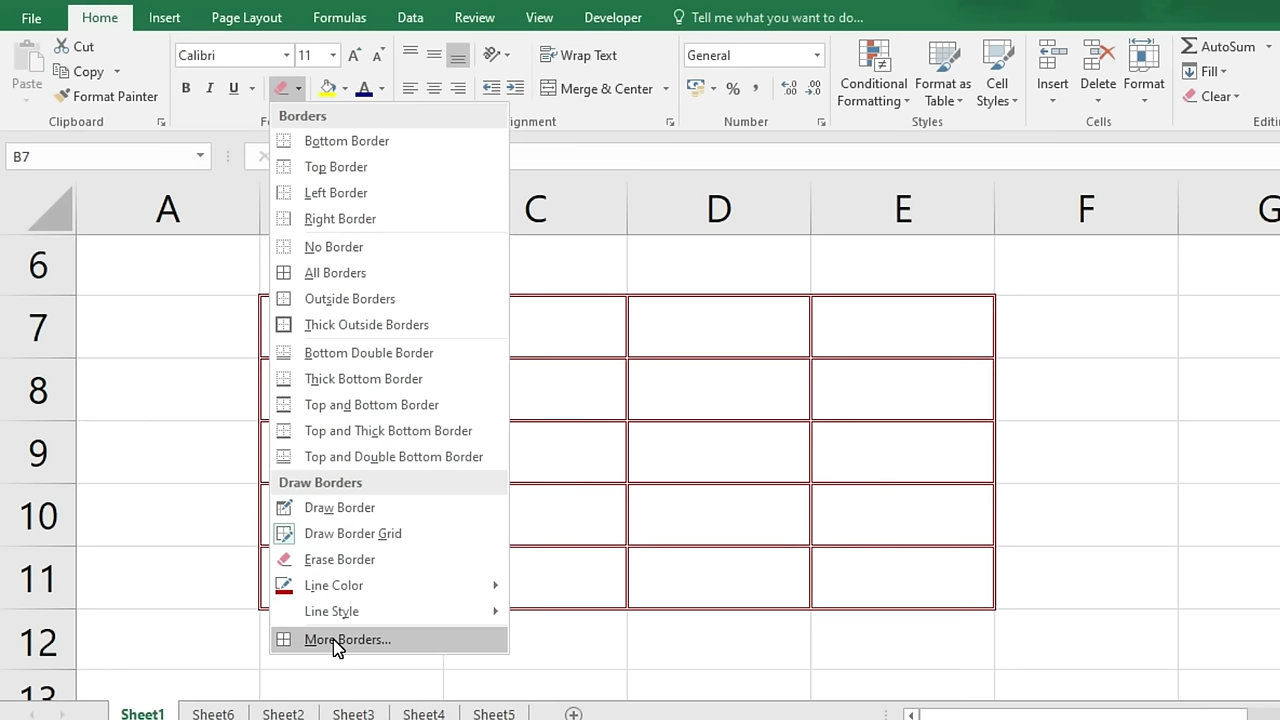 File Home Insert Page Layout Formulas Data Review View Developer Tell me what you want to do...
Cut
Copy
Format Painter
Paste
Clipboard
Calibri 11 A A
B I U A
Wrap Text
Merge & Center
General
% , .0 .00
Conditional Formatting
Format as Table
Cell Styles
Insert Delete Format
AutoSum
Fill
Clear
Number Styles Cells
B7
A C D E F G
6
7
8
9
10
11
12
13
Borders
Bottom Border
Top Border
Left Border
Right Border
No Border
All Borders
Outside Borders
Thick Outside Borders
Bottom Double Border
Thick Bottom Border
Top and Bottom Border
Top and Thick Bottom Border
Top and Double Bottom Border
Draw Borders
Draw Border
Draw Border Grid
Erase Border
Line Color
Line Style
More Borders...
Sheet1 Sheet6 Sheet2 Sheet3 Sheet4 Sheet5